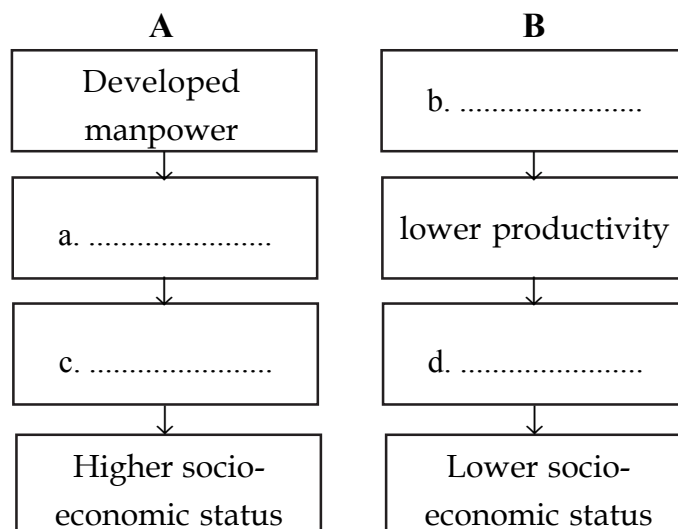 A
Developed
manpower
a. .......................
c. .......................
Higher socio-
economic status
B
b. .......................
lower productivity
d. .......................
Lower socio-
economic status